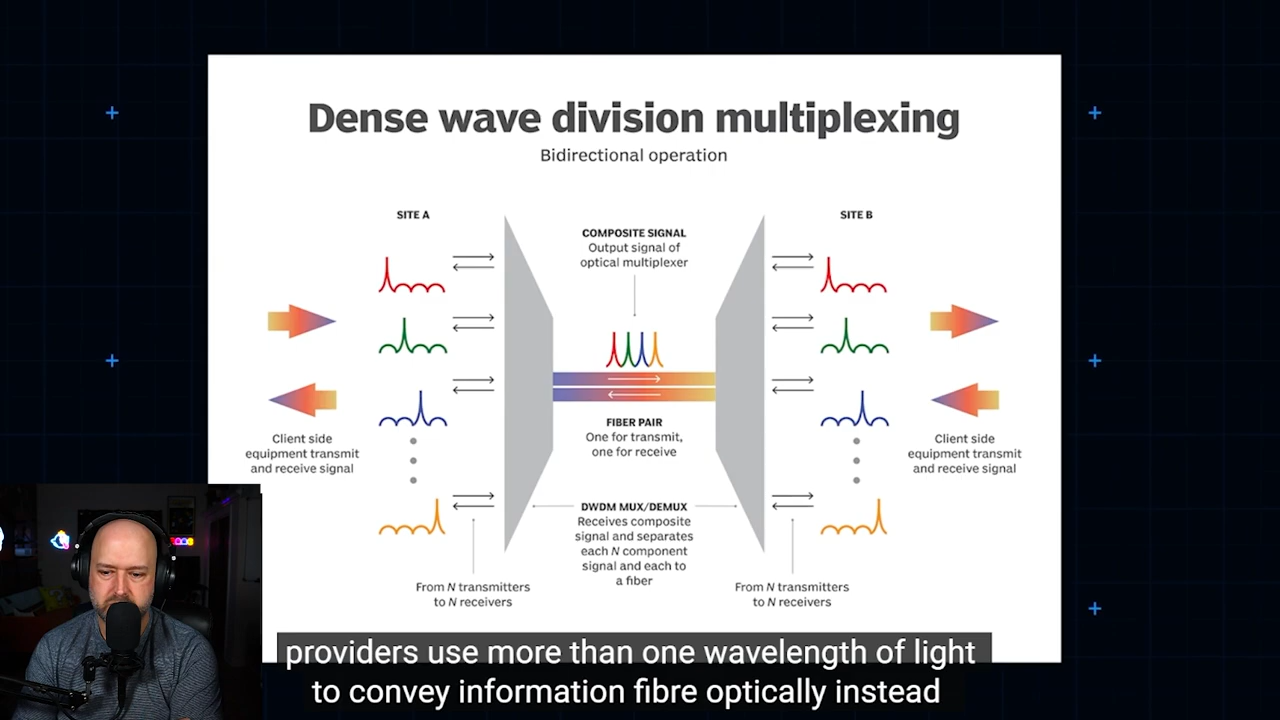 Dense wave division multiplexing
Bidirectional operation
SITE A
SITE B
COMPOSITE SIGNAL
Output signal of
optical multiplexer
FIBER PAIR
One for transmit,
one for receive
Client side
equipment transmit
and receive signal
Client side
equipment transmit
and receive signal
DWDM MUX/DEMUX
Receives composite
signal and separates
each N component
signal and each to
a fiber
From N transmitters
to N receivers
From N transmitters
to N receivers
providers use more than one wavelength of light
to convey information fibre optically instead